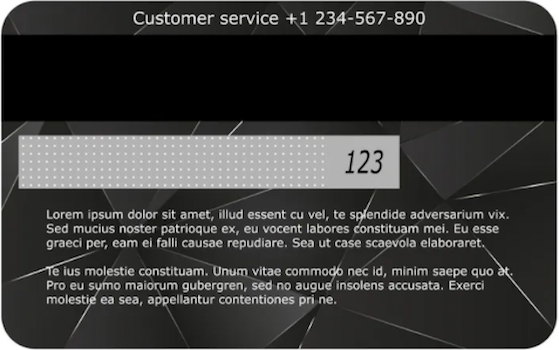 Customer service +1 234-567-890
123
Lorem ipsum dolor sit amet, illud essent cu vel, te splendide adversarium vix.
Sed mucius noster patrioque ex, eu vocent labores constituam mei. Eu esse
graeci per, eam ei falli causae repudiare. Sea ut case scaevola elaboraret.
Te ius molestie constituam. Unum vitae commodo nec id, minim saepe quo at.
Pro eu sumo maiorum gubergren, sed no augue insolens accusata. Exerci
molestie ea sea, appellantur contentiones pri ne.